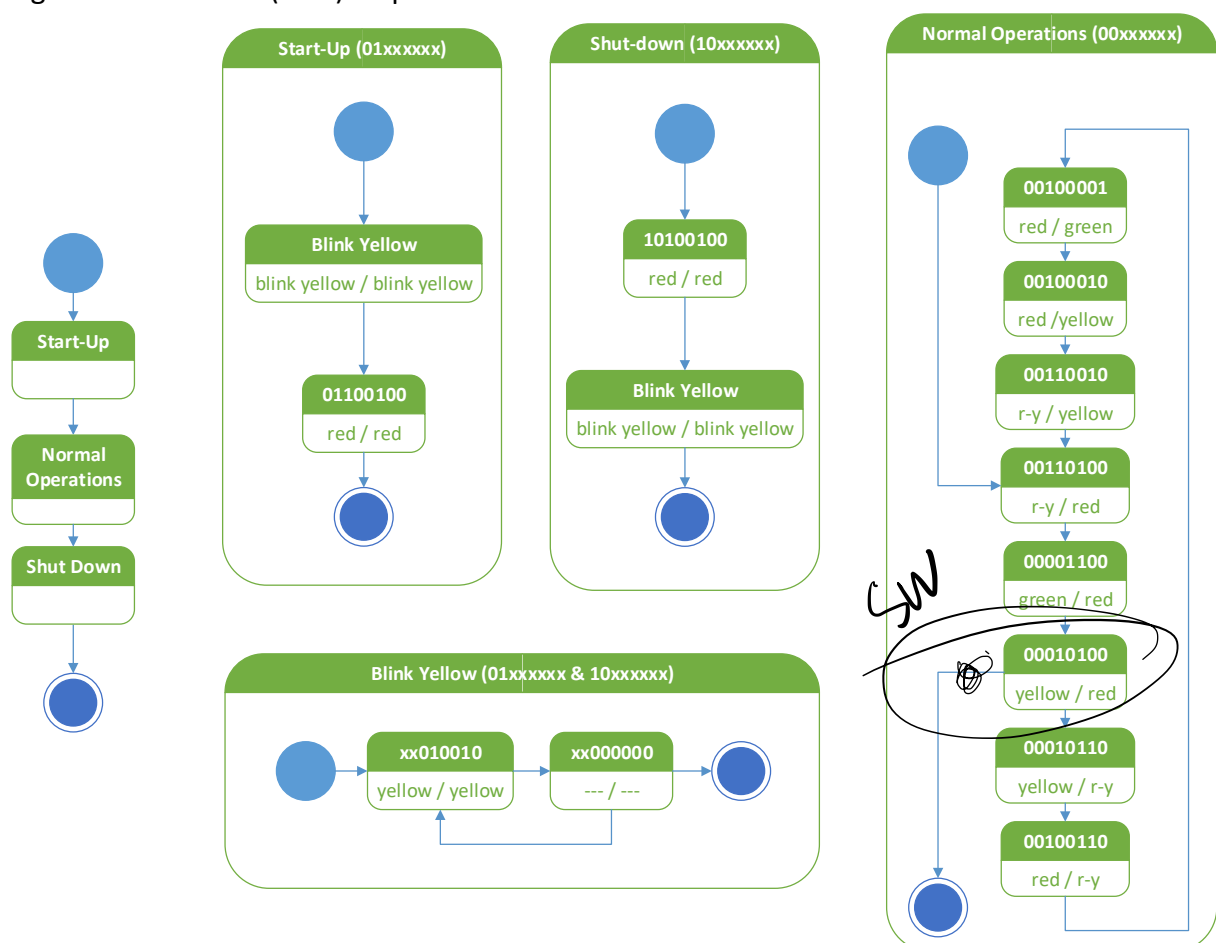 Start-Up
Normal
Operations
Shut Down
Start-Up (01xxxxxx)
Blink Yellow
blink yellow / blink yellow
01100100
red / red
Shut-down (10xxxxxx)
10100100
red / red
Blink Yellow
blink yellow / blink yellow
Blink Yellow (01xxxxxx & 10xxxxxx)
xx010010
yellow / yellow
xx000000
--- / ---
Normal Operations (00xxxxxx)
00100001
red / green
00100010
red /yellow
00110010
r-y / yellow
00110100
r-y / red
00001100
green / red
SW
00010100
yellow / red
00010110
yellow / r-y
00100110
red / r-y